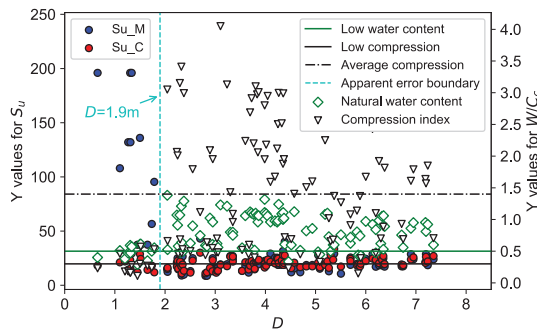 Su_M
Su_C
Low water content
Low compression
Average compression
Apparent error boundary
Natural water content
Compression index
D=1.9m
Y values for Su
250
200
150
100
50
0
Y values for W/Cc
4.0
3.5
3.0
2.5
2.0
1.5
1.0
0.5
0.0
0 1 2 3 4 5 6 7 8
D